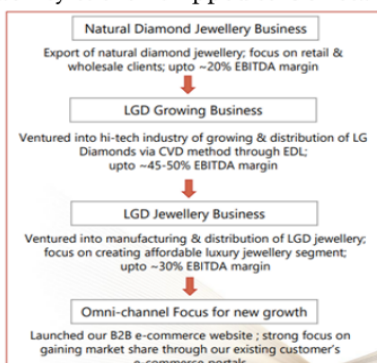 Natural Diamond Jewellery Business
Export of natural diamond jewellery; focus on retail &
wholesale clients; upto ~20% EBITDA margin
LGD Growing Business
Ventured into hi-tech industry of growing & distribution of LG
Diamonds via CVD method through EDL;
upto ~45-50% EBITDA margin
LGD Jewellery Business
Ventured into manufacturing & distribution of LGD jewellery;
focus on creating affordable luxury jewellery segment;
upto ~30% EBITDA margin
Omni-channel Focus for new growth
Launched our B2B e-commerce website ; strong focus on
gaining market share through our existing customer's
e-commerce portals